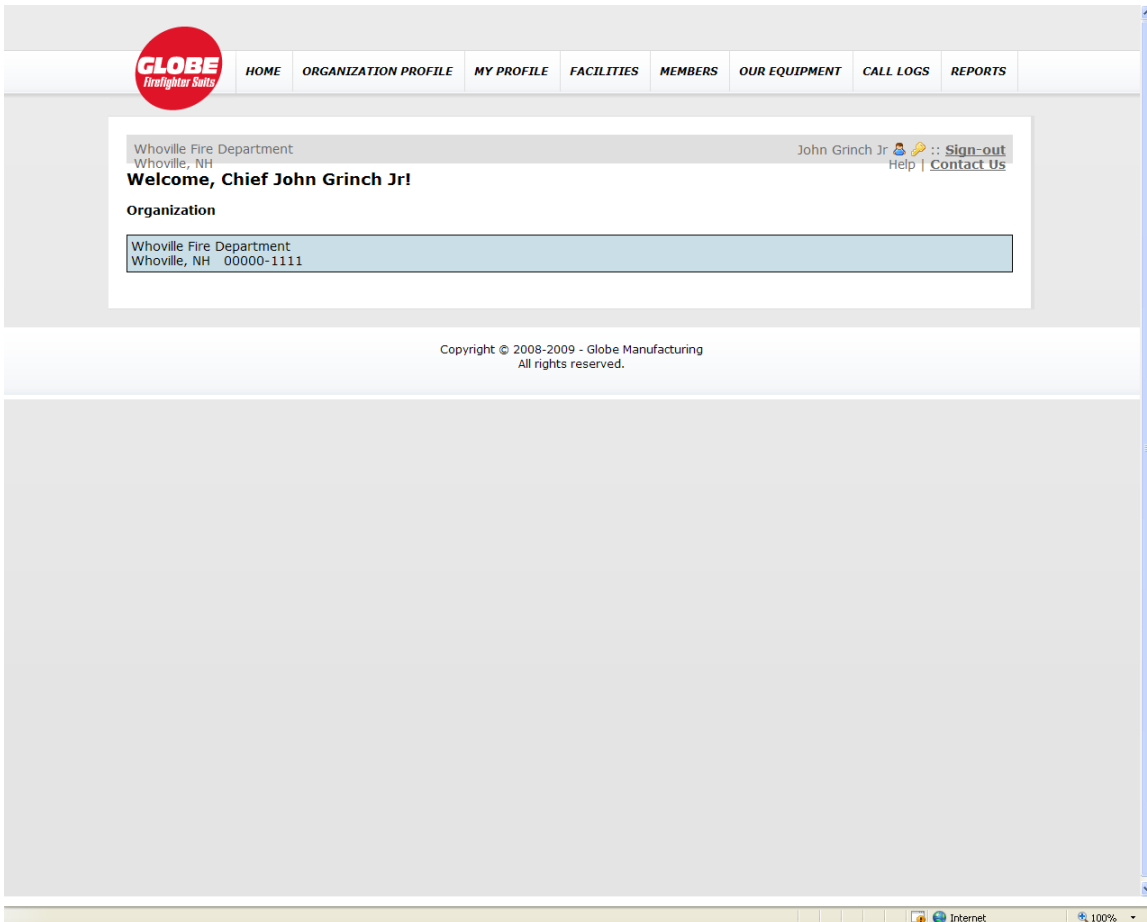 GLOBE
Firefighter Suits
HOME ORGANIZATION PROFILE MY PROFILE FACILITIES MEMBERS OUR EQUIPMENT CALL LOGS REPORTS
Whoville Fire Department
John Grinch Jr :: Sign-out
Whoville, NH
Help | Contact Us
Welcome, Chief John Grinch Jr!
Organization
Whoville Fire Department
Whoville, NH 00000-1111
Copyright © 2008-2009 - Globe Manufacturing
All rights reserved.
Internet 100%